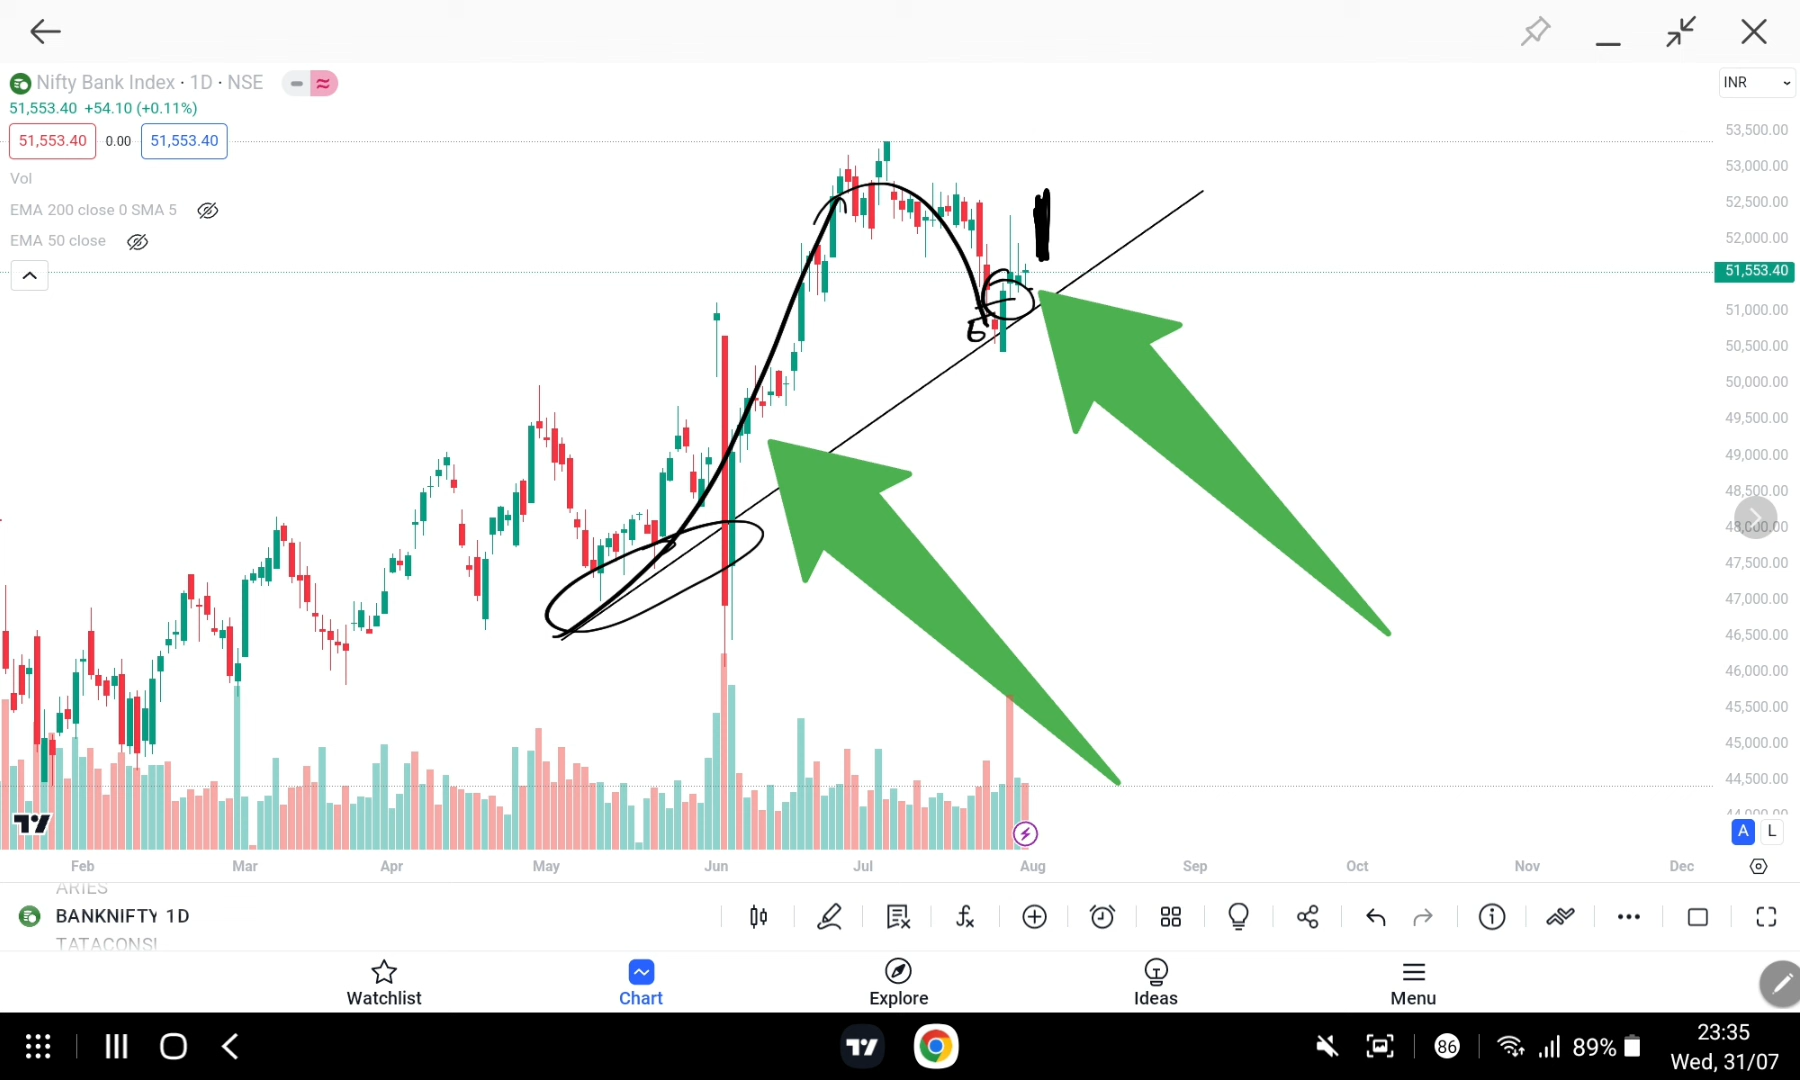 Nifty Bank Index · 1D · NSE
INR
51,553.40 +54.10 (+0.11%)
51,553.40 0.00 51,553.40
Vol
EMA 200 close 0 SMA 5
EMA 50 close
53,500.00
53,000.00
52,500.00
52,000.00
51,553.40
51,000.00
50,500.00
50,000.00
49,500.00
49,000.00
48,500.00
48,000.00
47,500.00
47,000.00
46,500.00
46,000.00
45,500.00
45,000.00
44,500.00
44,000.00
A L
Feb Mar Apr May Jun Jul Aug Sep Oct Nov Dec
ARIES
BANKNIFTY 1D
TATACONSI
Watchlist Chart Explore Ideas Menu
86 89% 23:35
Wed, 31/07